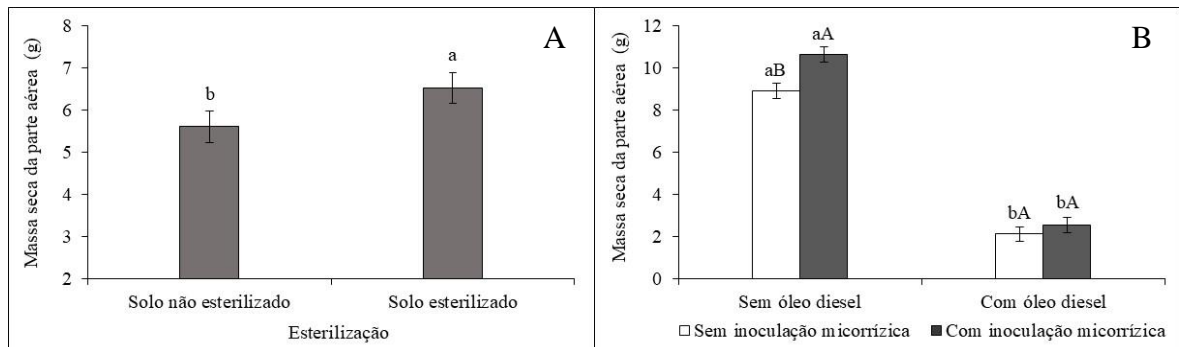 A
Massa seca da parte aérea (g)
8
7
6
5
4
3
2
b
a
Solo não esterilizado Solo esterilizado
Esterilização
B
Massa seca da parte aérea (g)
12
10
8
6
4
2
0
aB aA
bA bA
Sem óleo diesel Com óleo diesel
Sem inoculação micorrízica Com inoculação micorrízica